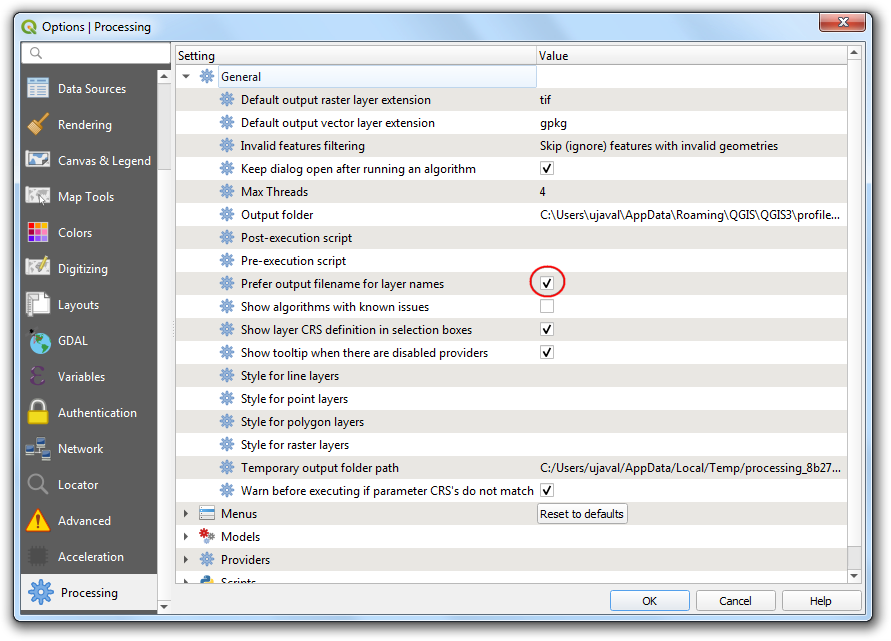 Options | Processing
Setting Value
Data Sources
Rendering
Canvas & Legend
Map Tools
Colors
Digitizing
Layouts
GDAL
Variables
Authentication
Network
Locator
Advanced
Acceleration
Processing
General
Default output raster layer extension tif
Default output vector layer extension gpkg
Invalid features filtering Skip (ignore) features with invalid geometries
Keep dialog open after running an algorithm
Max Threads 4
Output folder C:\Users\ujaval\AppData\Roaming\QGIS\QGIS3\profile...
Post-execution script
Pre-execution script
Prefer output filename for layer names
Show algorithms with known issues
Show layer CRS definition in selection boxes
Show tooltip when there are disabled providers
Style for line layers
Style for point layers
Style for polygon layers
Style for raster layers
Temporary output folder path C:/Users/ujaval/AppData/Local/Temp/processing_8b27...
Warn before executing if parameter CRS's do not match
Menus Reset to defaults
Models
Providers
Scripts
OK Cancel Help